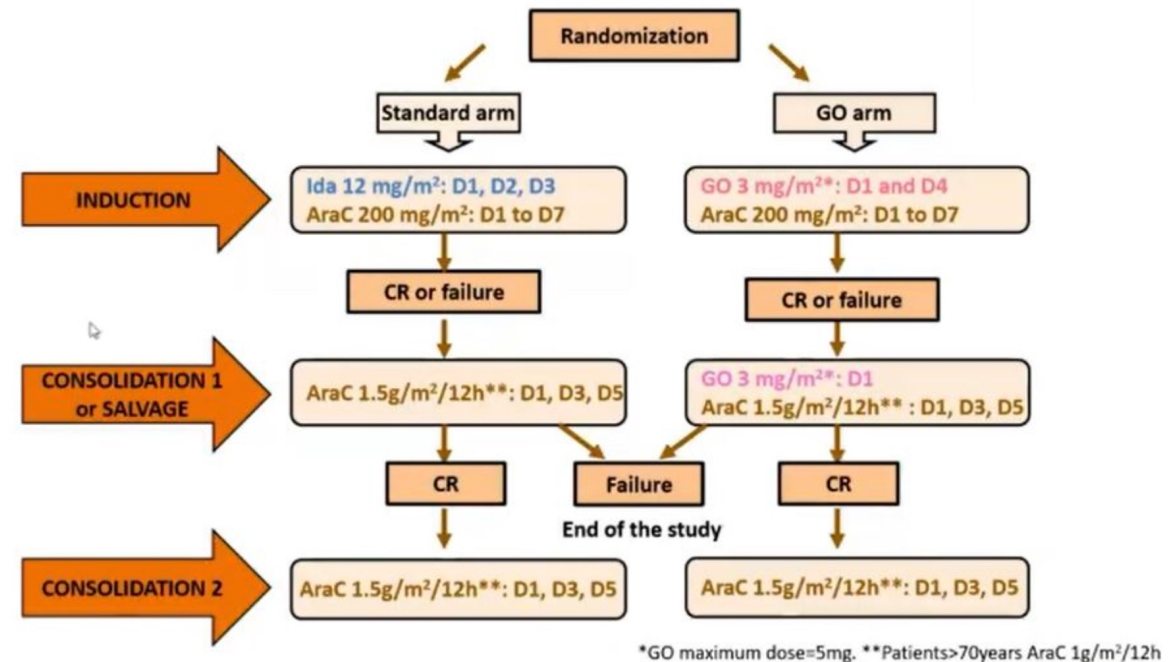 Randomization
Standard arm
GO arm
INDUCTION
Ida 12 mg/m²: D1, D2, D3
AraC 200 mg/m²: D1 to D7
GO 3 mg/m²*: D1 and D4
AraC 200 mg/m²: D1 to D7
CR or failure
CR or failure
CONSOLIDATION 1
or SALVAGE
AraC 1.5g/m²/12h**: D1, D3, D5
GO 3 mg/m²*: D1
AraC 1.5g/m²/12h** : D1, D3, D5
CR
Failure
CR
End of the study
CONSOLIDATION 2
AraC 1.5g/m²/12h**: D1, D3, D5
AraC 1.5g/m²/12h**: D1, D3, D5
*GO maximum dose=5mg. **Patients>70years AraC 1g/m²/12h